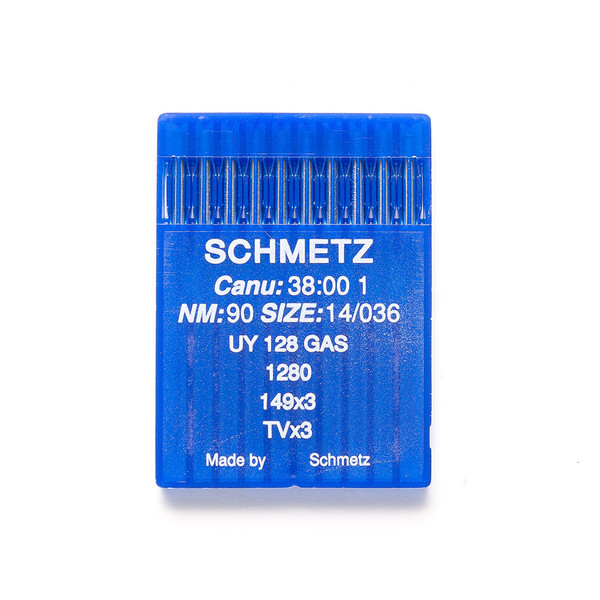 SCHMETZ
Canu: 38:00 1
NM:90 SIZE:14/036
UY 128 GAS
1280
149x3
TVx3
Made by Schmetz